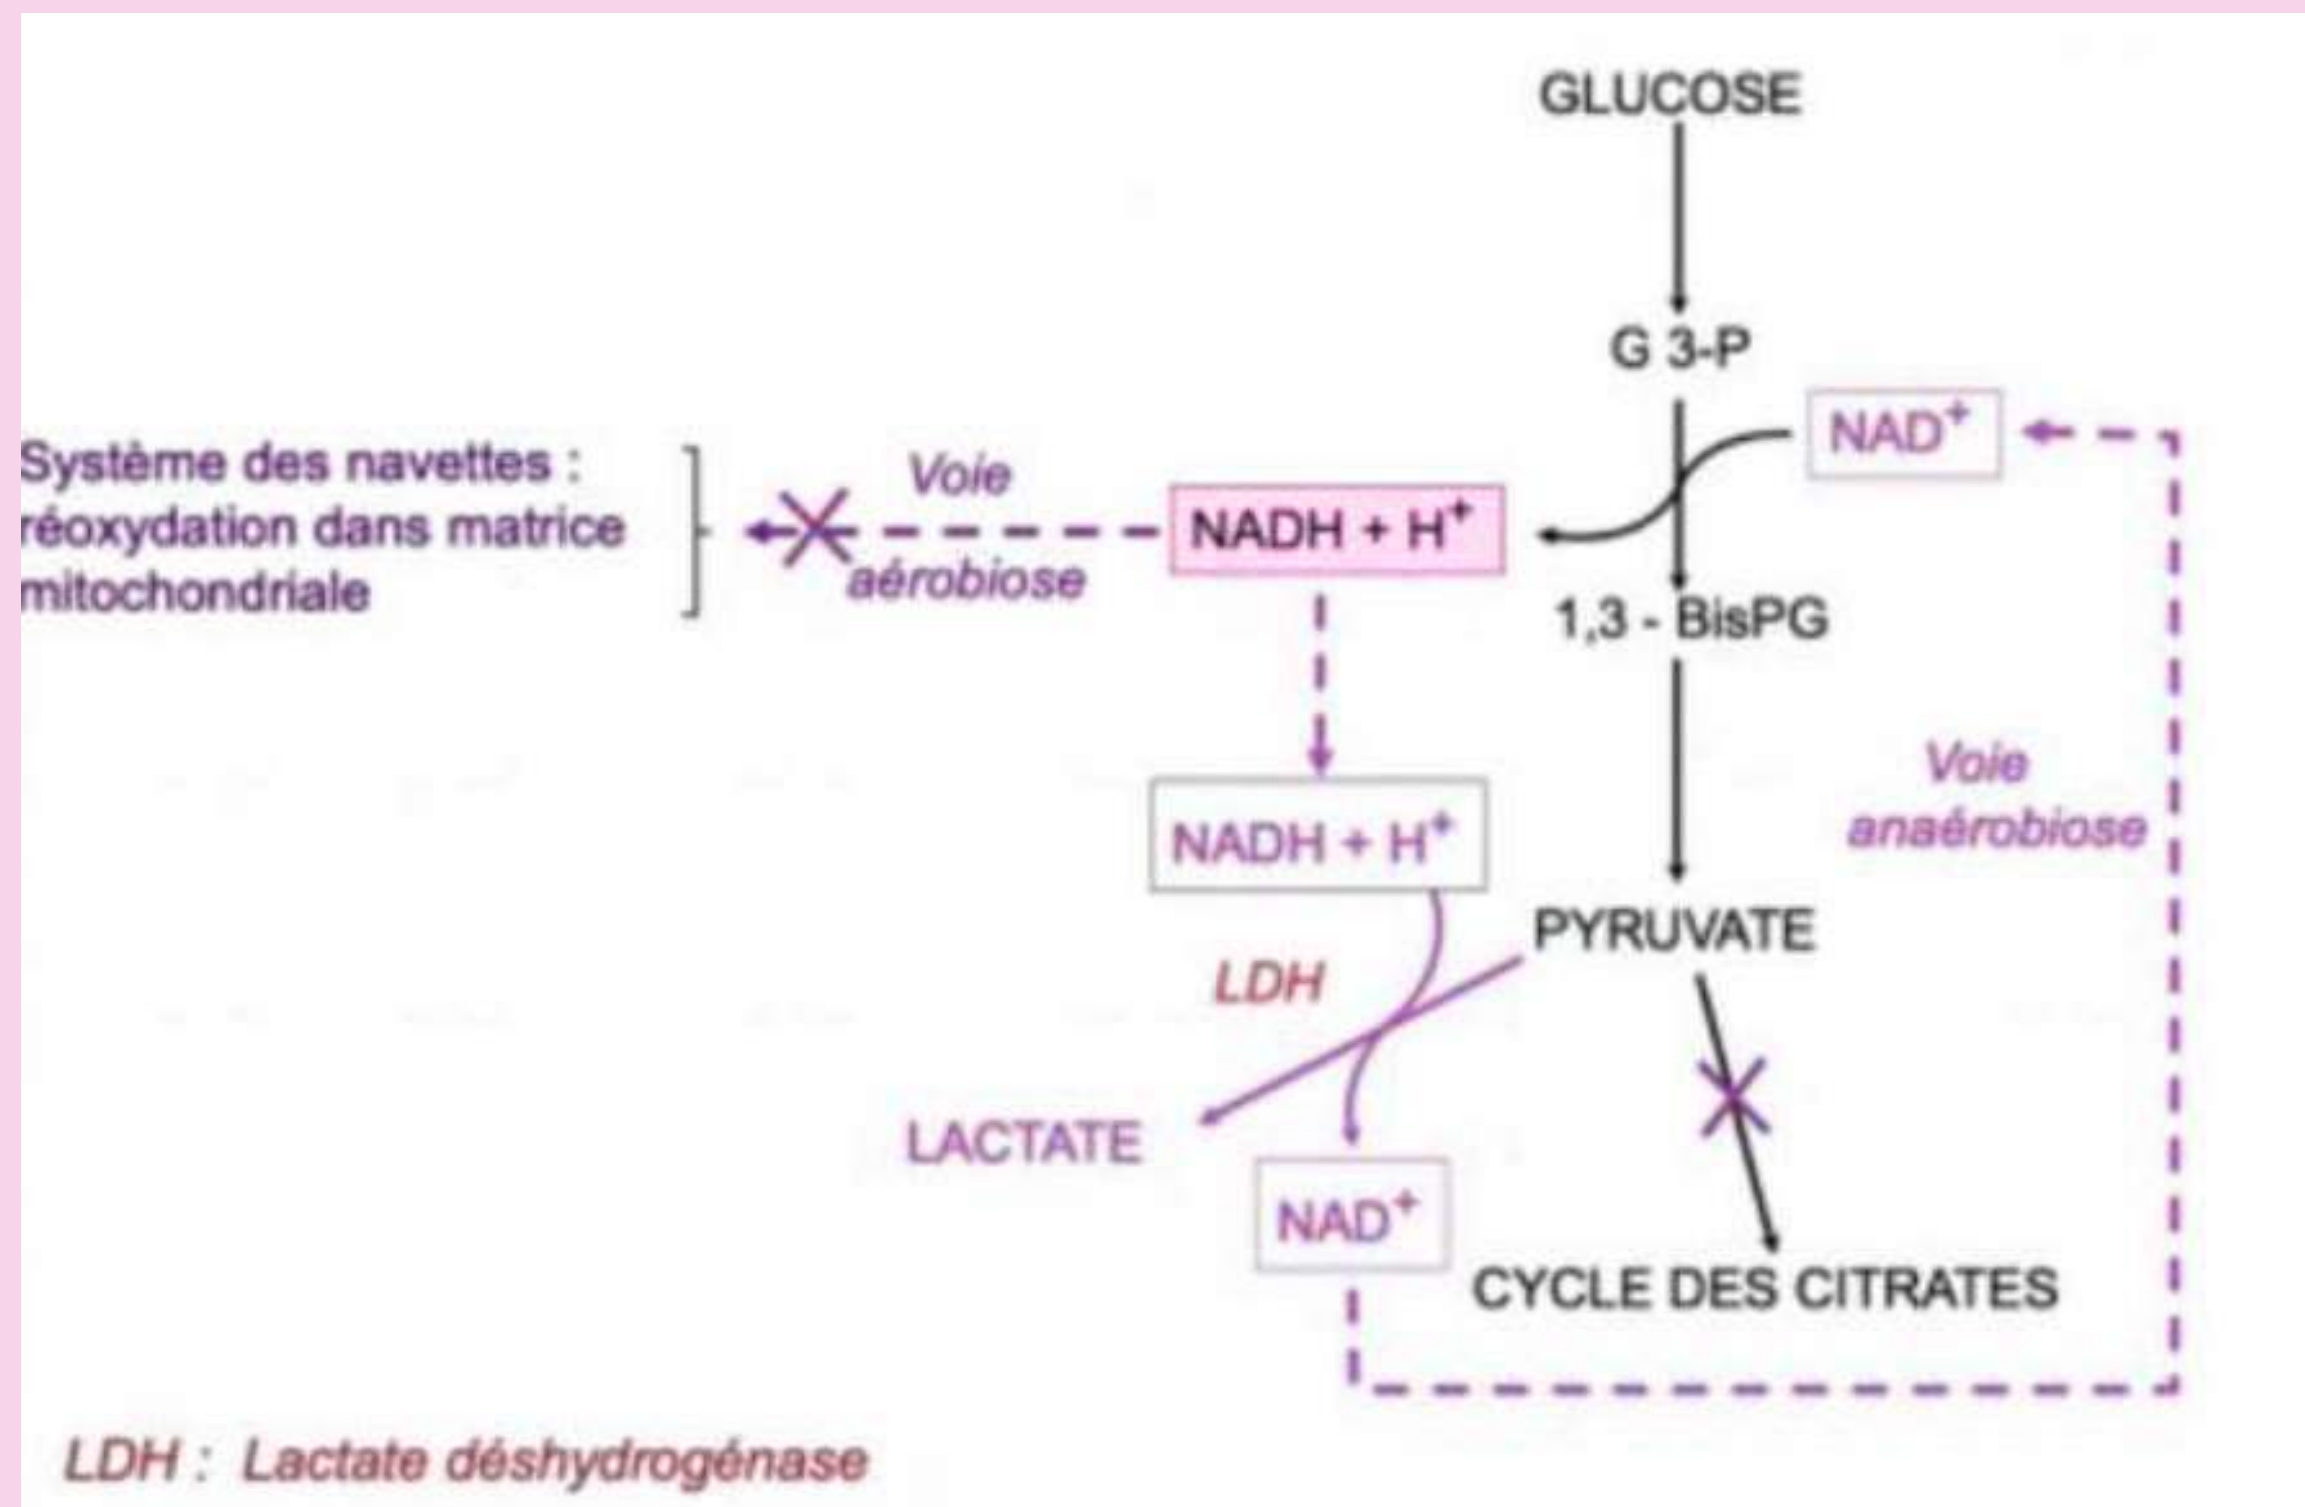 GLUCOSE
G 3-P
NAD+
Système des navettes :
réoxydation dans matrice
mitochondriale
Voie
aérobiose
NADH + H+
1,3 - BisPG
Voie
anaérobiose
NADH + H+
PYRUVATE
LDH
LACTATE
NAD+
CYCLE DES CITRATES
LDH : Lactate déshydrogénase